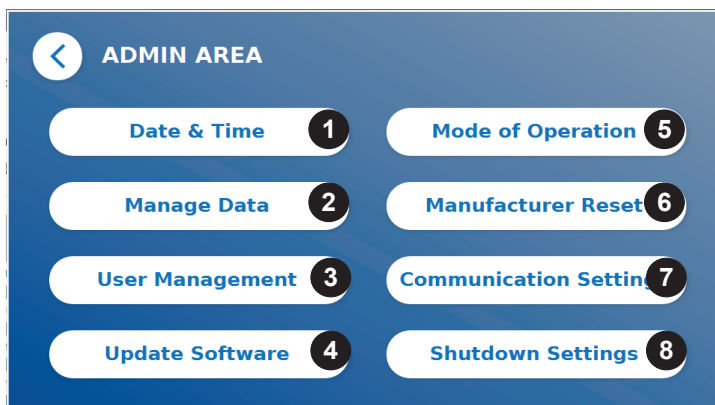 ADMIN AREA
Date & Time 1
Manage Data 2
User Management 3
Update Software 4
Mode of Operation 5
Manufacturer Reset 6
Communication Setting 7
Shutdown Settings 8